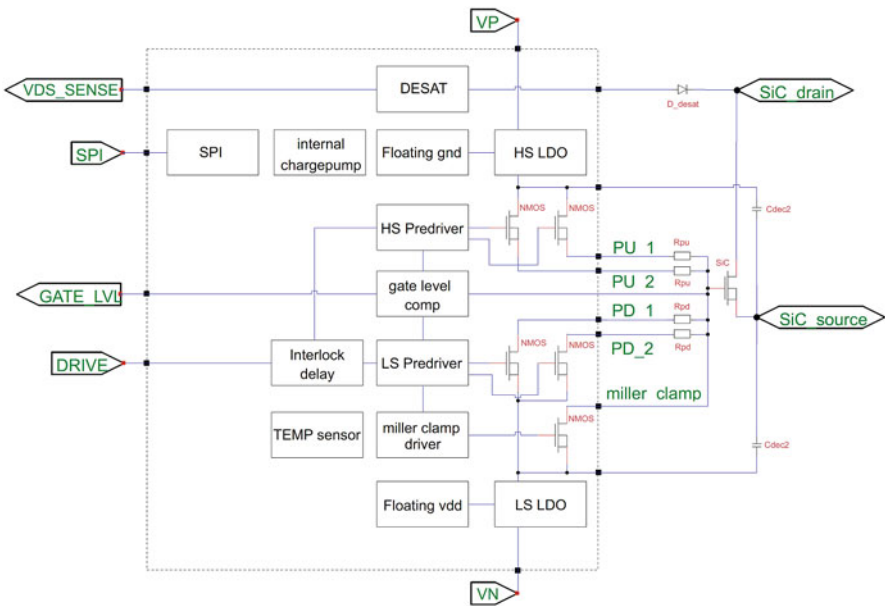 VP
VDS_SENSE
DESAT
D_desat
SiC_drain
SPI
SPI
internal
chargepump
Floating gnd
HS LDO
NMOS
NMOS
Cdec2
HS Predriver
PU_1
Rpu
SiC
GATE_LVL
gate level
comp
PU_2
Rpu
PD_1
Rpd
SiC_source
DRIVE
Interlock
delay
LS Predriver
NMOS
NMOS
PD_2
Rpd
miller clamp
TEMP sensor
miller clamp
driver
NMOS
Cdec2
Floating vdd
LS LDO
VN